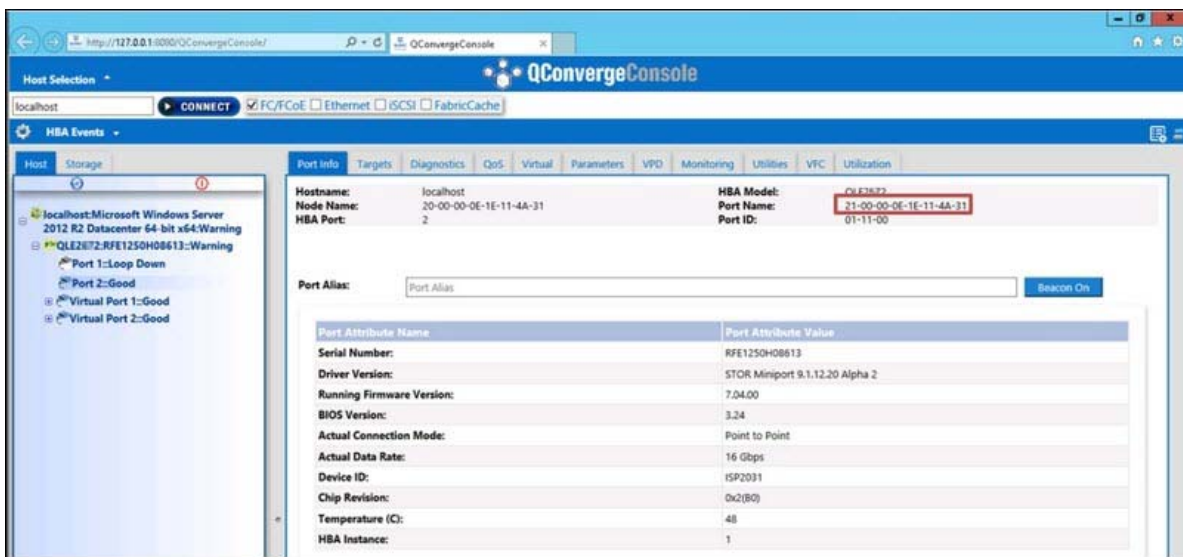 http://127.0.0.1:8080/QConvergeConsole/
QConvergeConsole
Host Selection
QConvergeConsole
localhost
CONNECT
FC/FCoE Ethernet iSCSI FabricCache
HBA Events
Host Storage
Port Info Targets Diagnostics QoS Virtual Parameters VPD Monitoring Utilities VFC Utilization
localhost:Microsoft Windows Server
2012 R2 Datacenter 64-bit x64:Warning
QLE2672:RFE1250H08613::Warning
Port 1::Loop Down
Port 2::Good
Virtual Port 1::Good
Virtual Port 2::Good
Hostname: localhost HBA Model: QLE2672
Node Name: 20-00-00-0E-1E-11-4A-31 Port Name: 21-00-00-0E-1E-11-4A-31
HBA Port: 2 Port ID: 01-11-00
Port Alias: Port Alias Beacon On
Port Attribute Name Port Attribute Value
Serial Number: RFE1250H08613
Driver Version: STOR Miniport 9.1.12.20 Alpha 2
Running Firmware Version: 7.04.00
BIOS Version: 3.24
Actual Connection Mode: Point to Point
Actual Data Rate: 16 Gbps
Device ID: ISP2031
Chip Revision: 0x2(B0)
Temperature (C): 48
HBA Instance: 1